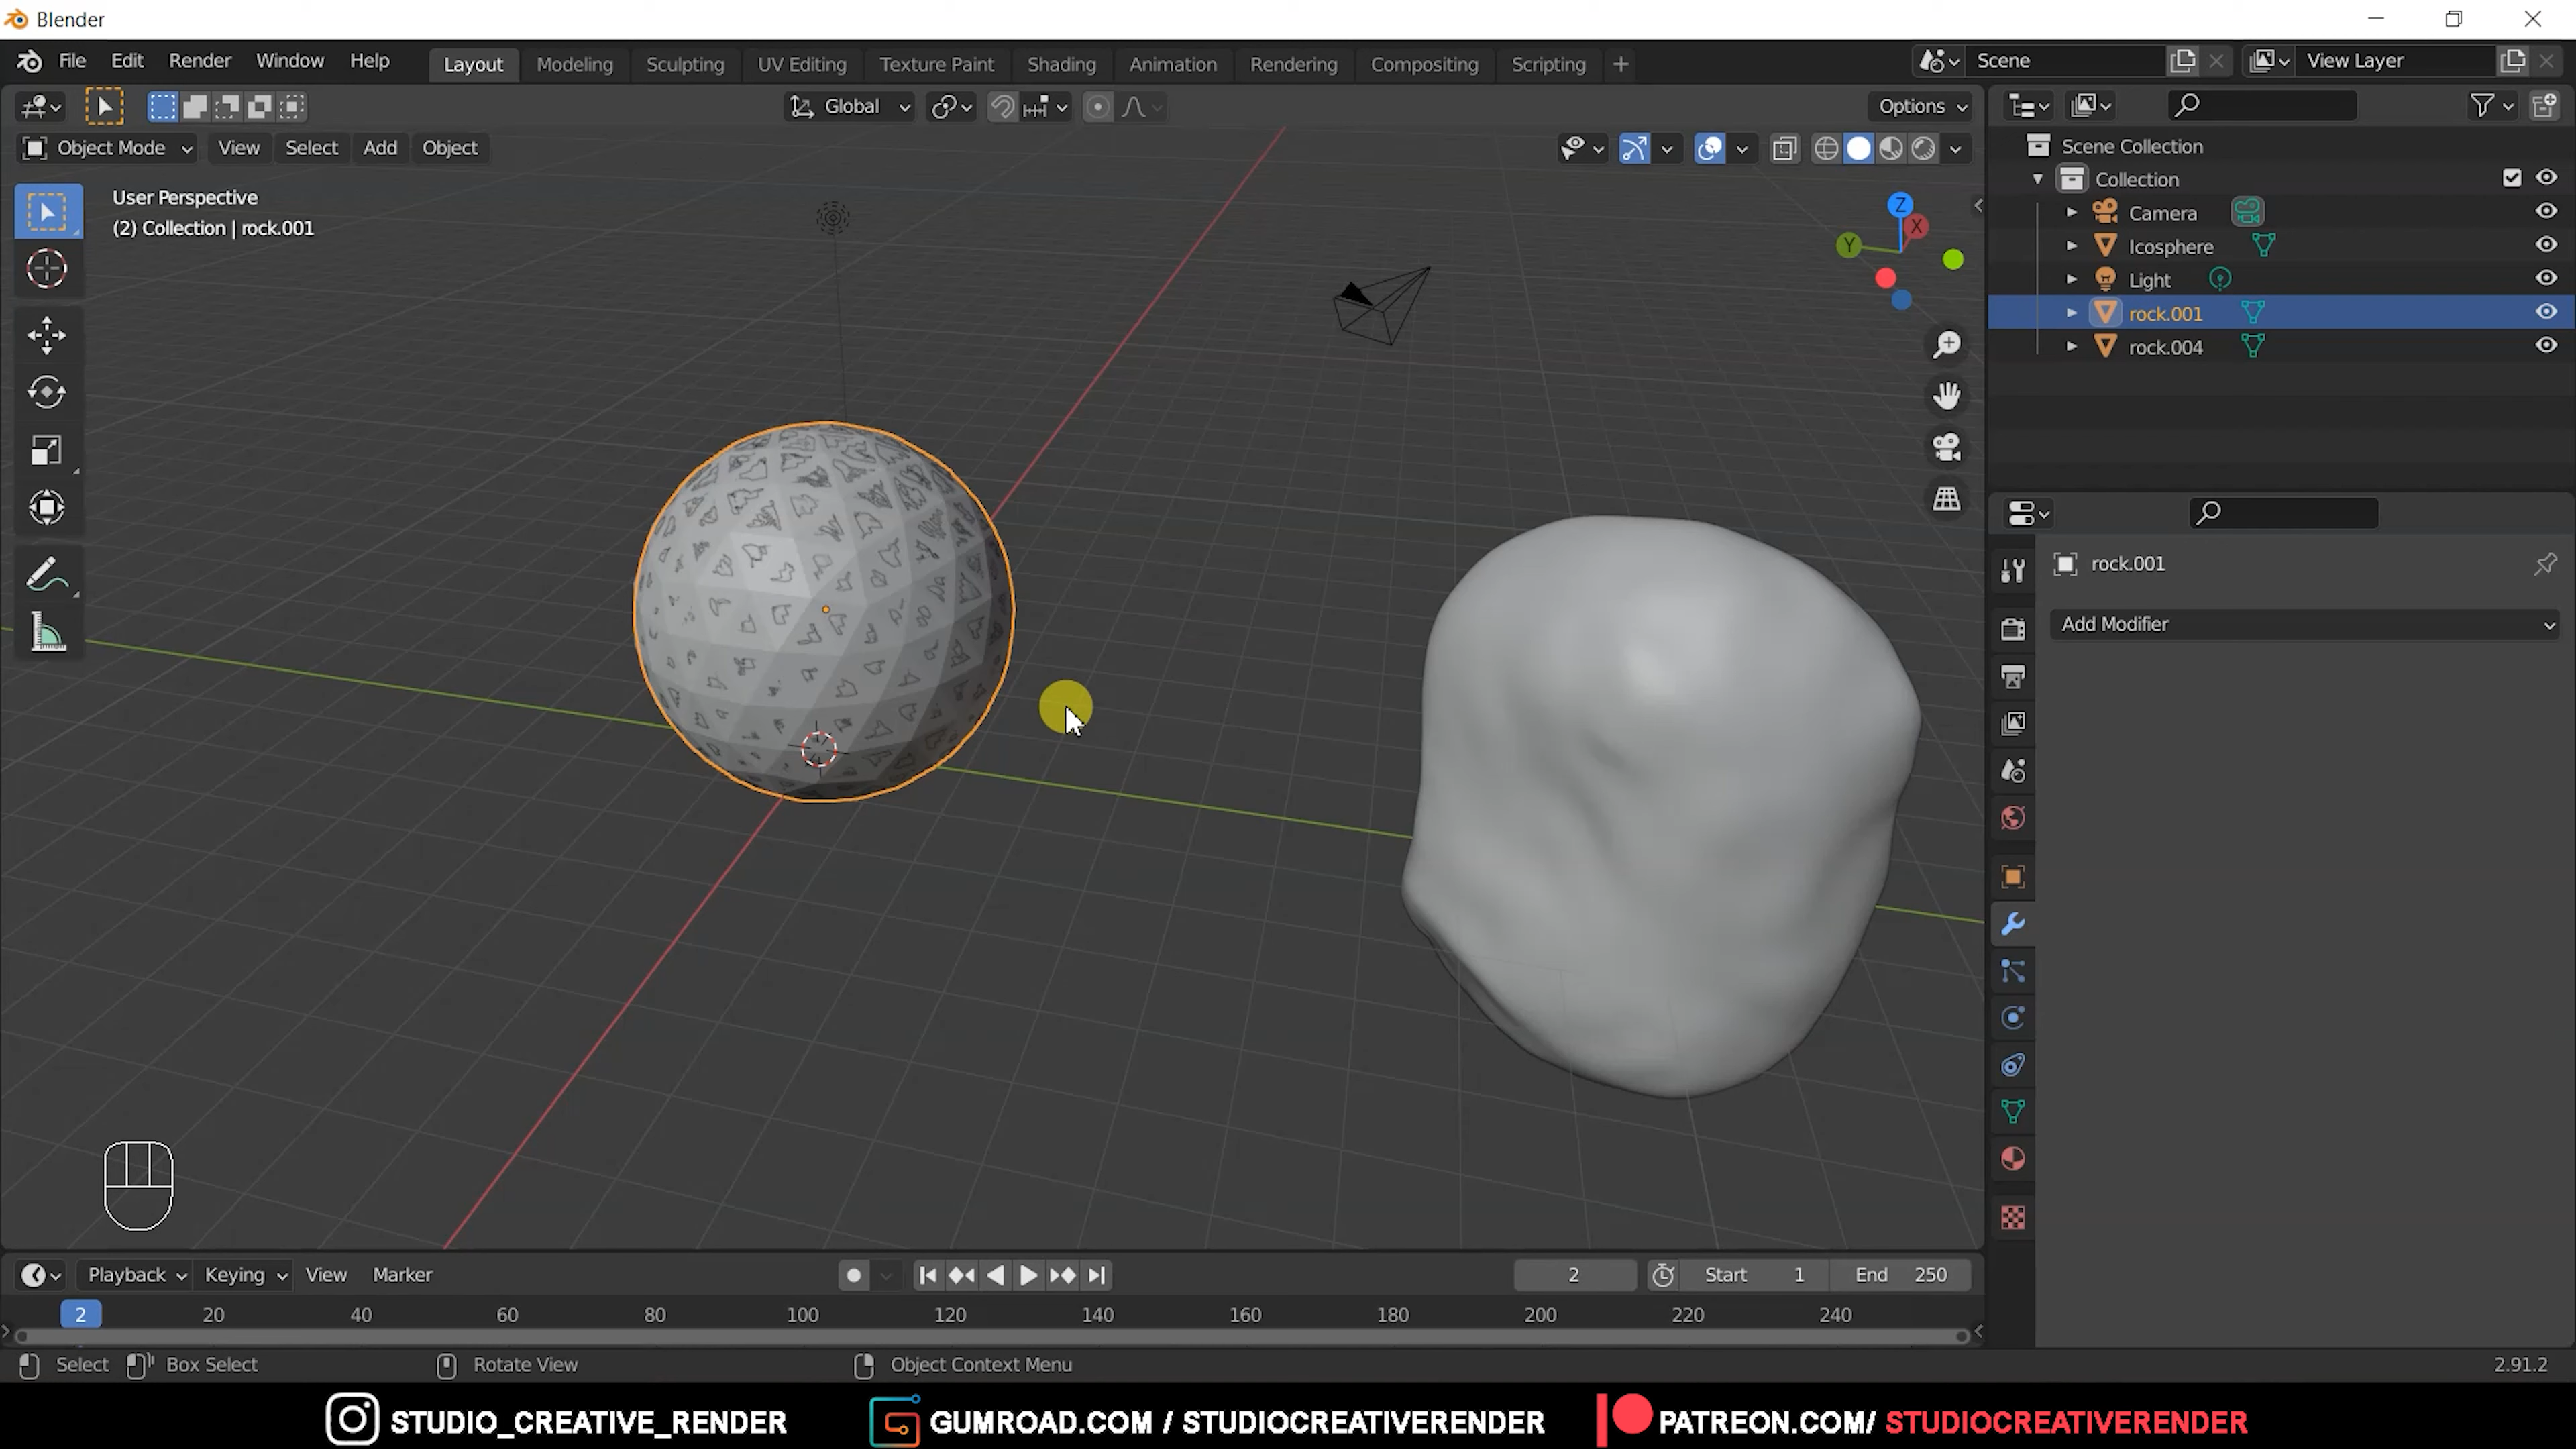 Blender
File Edit Render Window Help Layout Modeling Sculpting UV Editing Texture Paint Shading Animation Rendering Compositing Scripting + Scene View Layer
Global Options
Object Mode View Select Add Object
User Perspective
(2) Collection | rock.001
Z
X
Y
Scene Collection
Collection
Camera
Icosphere
Light
rock.001
rock.004
rock.001
Add Modifier
Playback Keying View Marker 2 Start 1 End 250
2 20 40 60 80 100 120 140 160 180 200 220 240
Select Box Select Rotate View Object Context Menu 2.91.2
STUDIO_CREATIVE_RENDER GUMROAD.COM / STUDIOCREATIVERENDER PATREON.COM/ STUDIOCREATIVERENDER